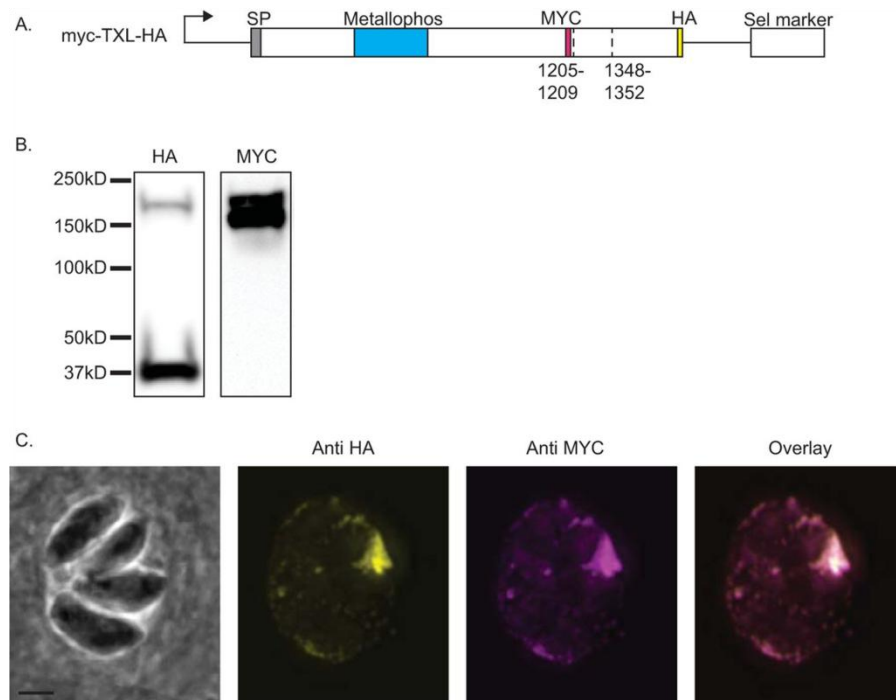 A.
myc-TXL-HA
SP
Metallophos
MYC
HA
Sel marker
1205-
1209
1348-
1352
B.
HA
MYC
250kD
150kD
100kD
50kD
37kD
C.
Anti HA
Anti MYC
Overlay